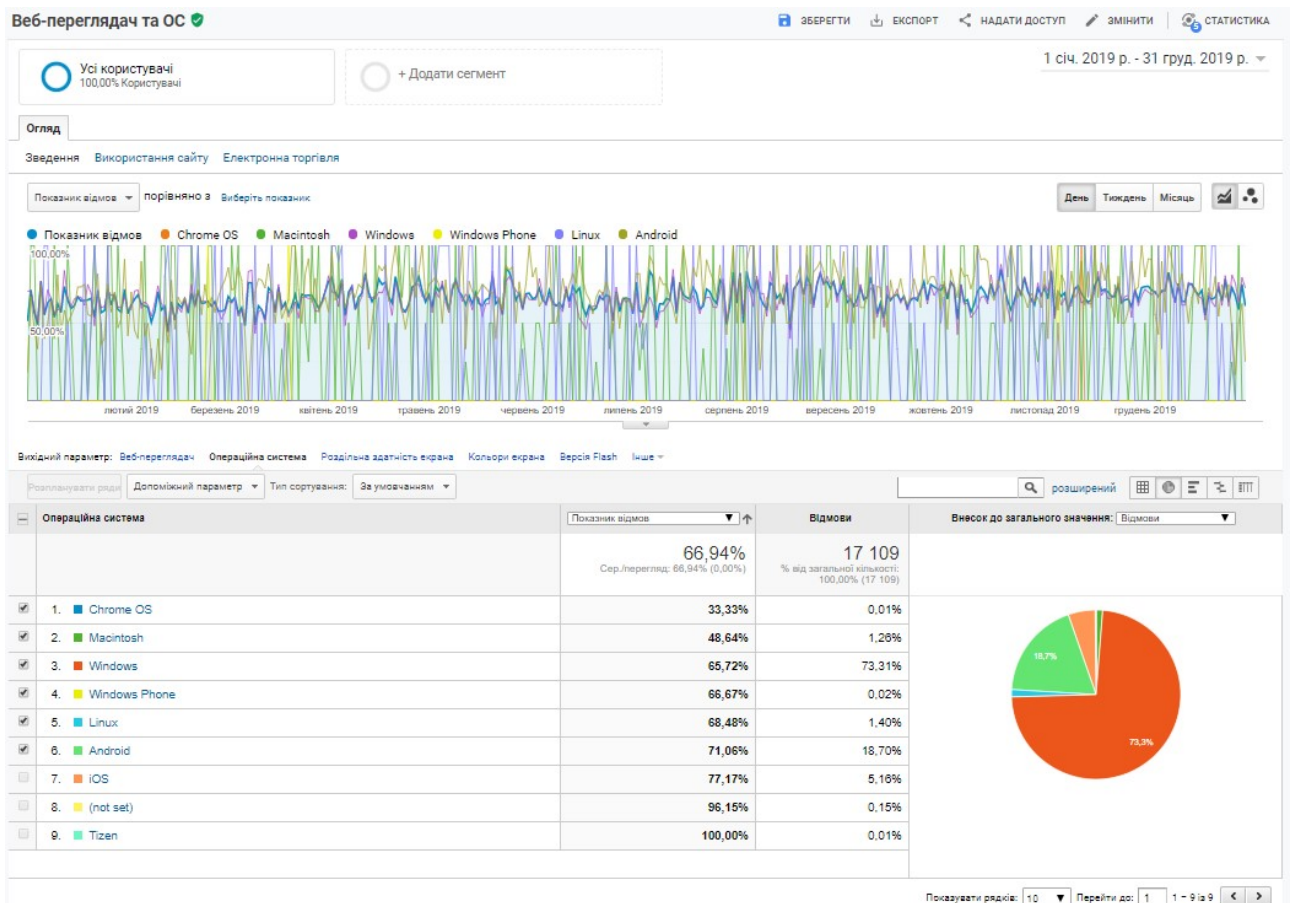 Веб-переглядач та ОС
ЗБЕРЕГТИ ЕКСПОРТ НАДАТИ ДОСТУП ЗМІНИТИ 5 СТАТИСТИКА
1 січ. 2019 р. - 31 груд. 2019 р.
Усі користувачі
100,00% Користувачі
+ Додати сегмент
Огляд
Зведення Використання сайту Електронна торгівля
Показник відмов порівняно з Виберіть показник День Тиждень Місяць
Показник відмов Chrome OS Macintosh Windows Windows Phone Linux Android
100,00%
50,00%
лютий 2019 березень 2019 квітень 2019 травень 2019 червень 2019 липень 2019 серпень 2019 вересень 2019 жовтень 2019 листопад 2019 грудень 2019
Вихідний параметр: Веб-переглядач Операційна система Роздільна здатність екрана Кольори екрана Версія Flash Інше
Розпланувати ряди Допоміжний параметр Тип сортування: За умовчанням розширений
Операційна система Показник відмов Відмови Внесок до загального значення: Відмови
66,94% 17 109
Сер./перегляд: 66,94% (0,00%) % від загальної кількості: 100,00% (17 109)
1. Chrome OS 33,33% 0,01%
2. Macintosh 48,64% 1,26%
3. Windows 65,72% 73,31%
4. Windows Phone 66,67% 0,02%
5. Linux 68,48% 1,40%
6. Android 71,06% 18,70%
7. iOS 77,17% 5,16%
8. (not set) 96,15% 0,15%
9. Tizen 100,00% 0,01%
18,7%
73,3%
Показувати рядків: 10 Перейти до: 1 1 – 9 із 9